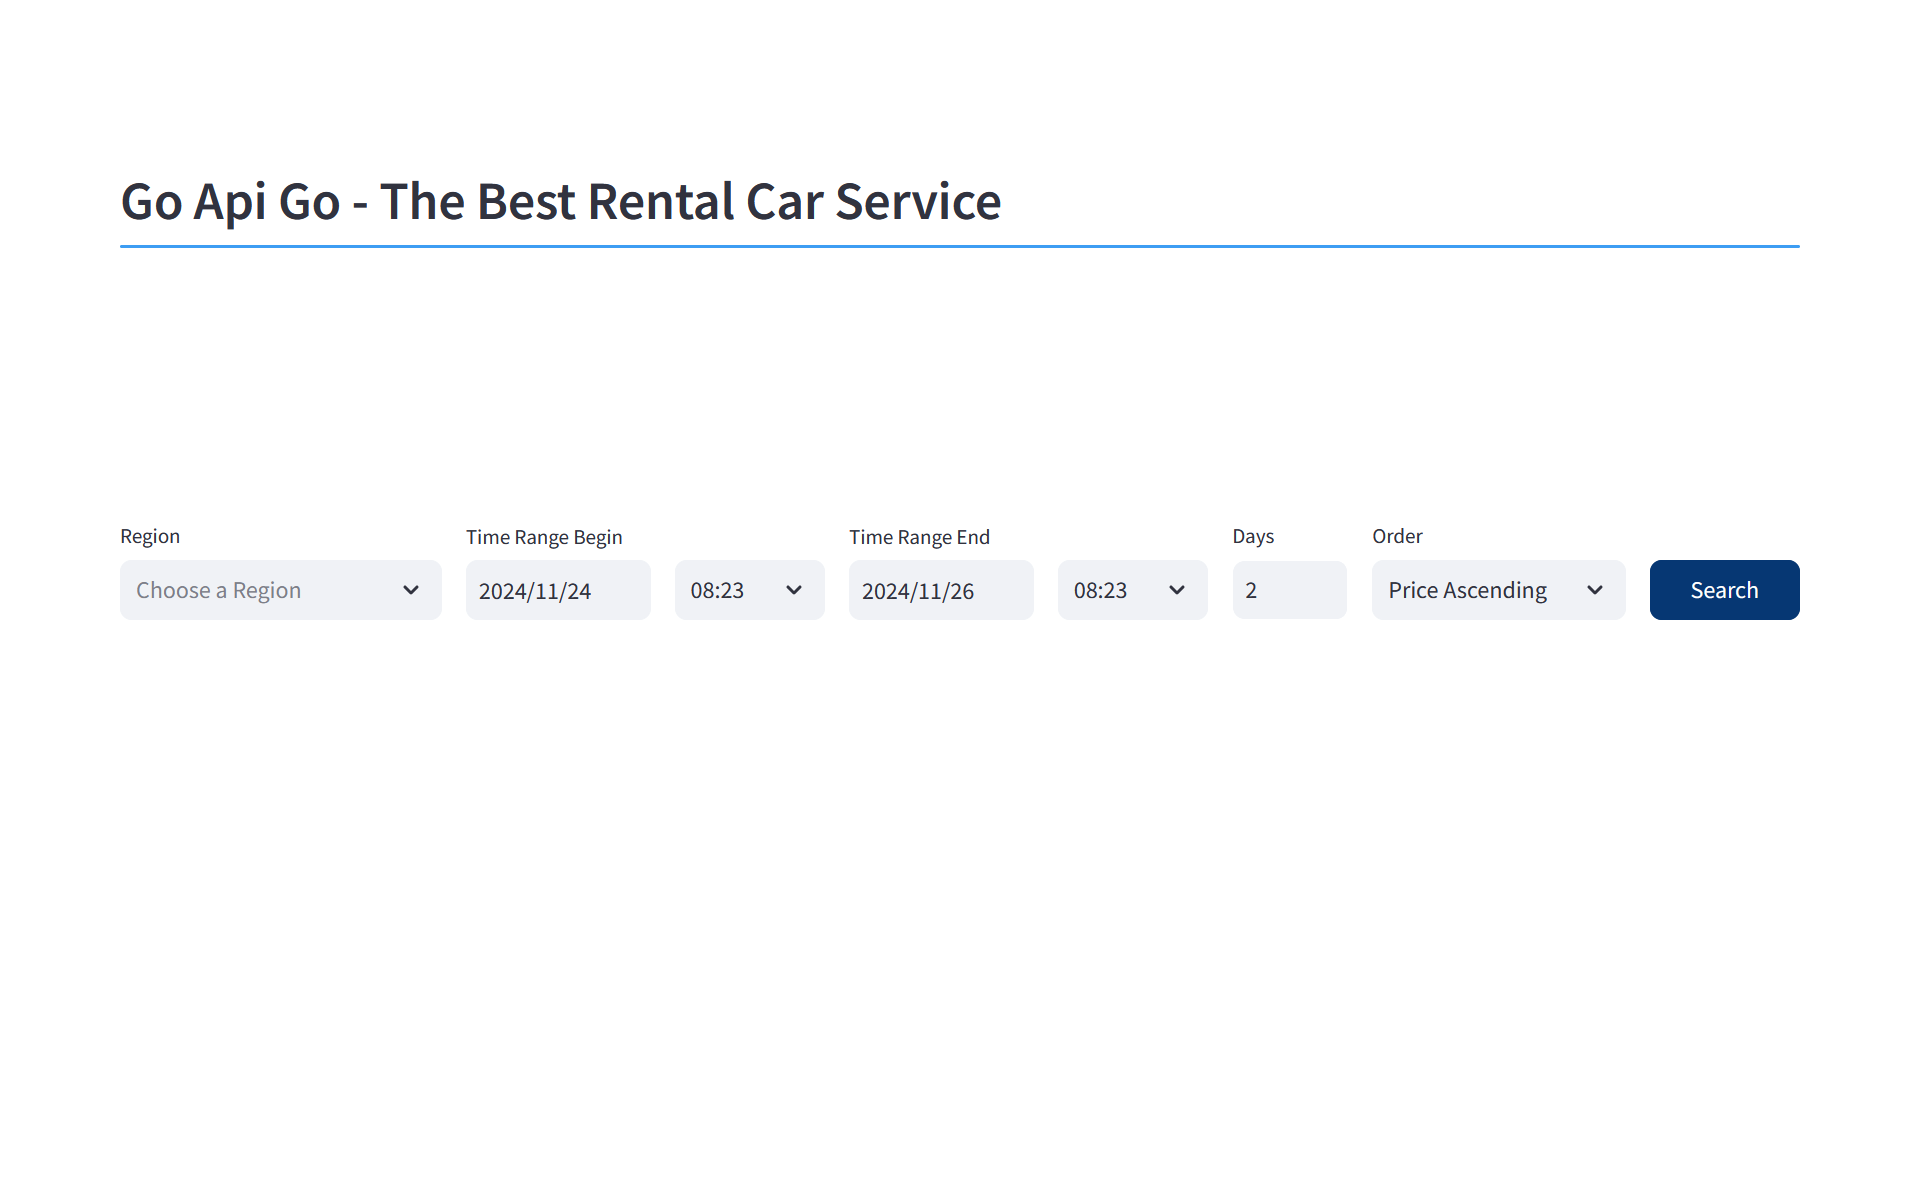 Go Api Go - The Best Rental Car Service
Region
Time Range Begin
Time Range End
Days
Order
Choose a Region
2024/11/24
08:23
2024/11/26
08:23
2
Price Ascending
Search